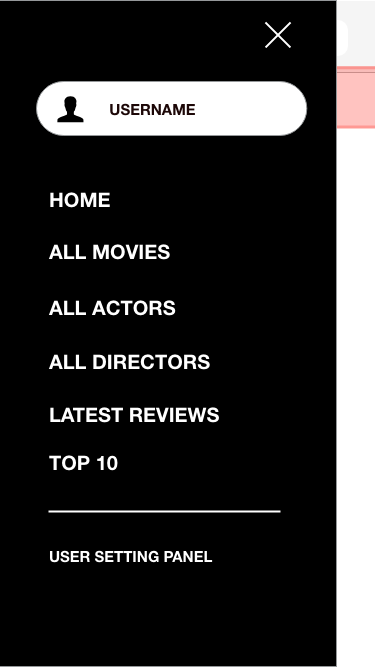 USERNAME
HOME
ALL MOVIES
ALL ACTORS
ALL DIRECTORS
LATEST REVIEWS
TOP 10
USER SETTING PANEL